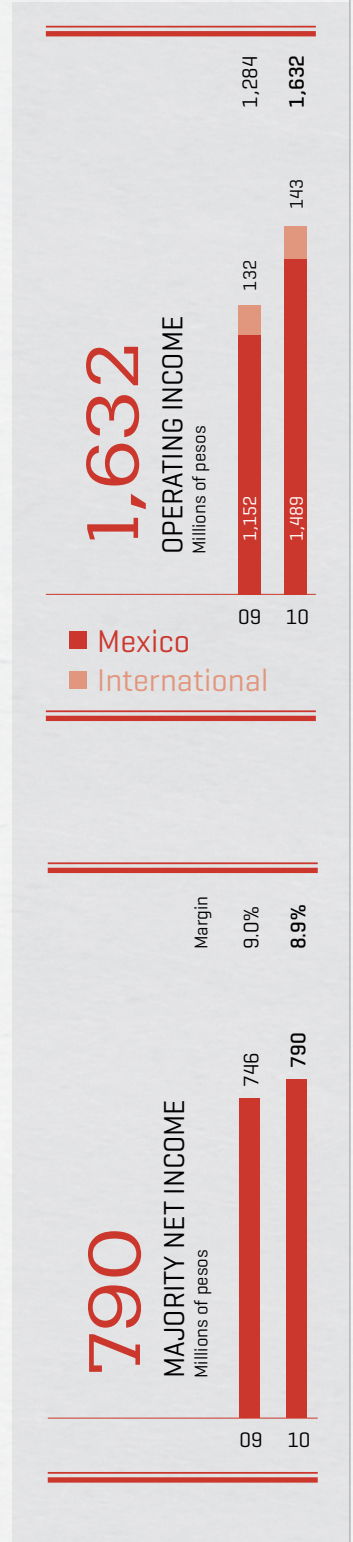 1,632
OPERATING INCOME
Millions of pesos
09 1,152 132 1,284
10 1,489 143 1,632
Mexico
International
790
MAJORITY NET INCOME
Millions of pesos
Margin
09 746 9.0%
10 790 8.9%